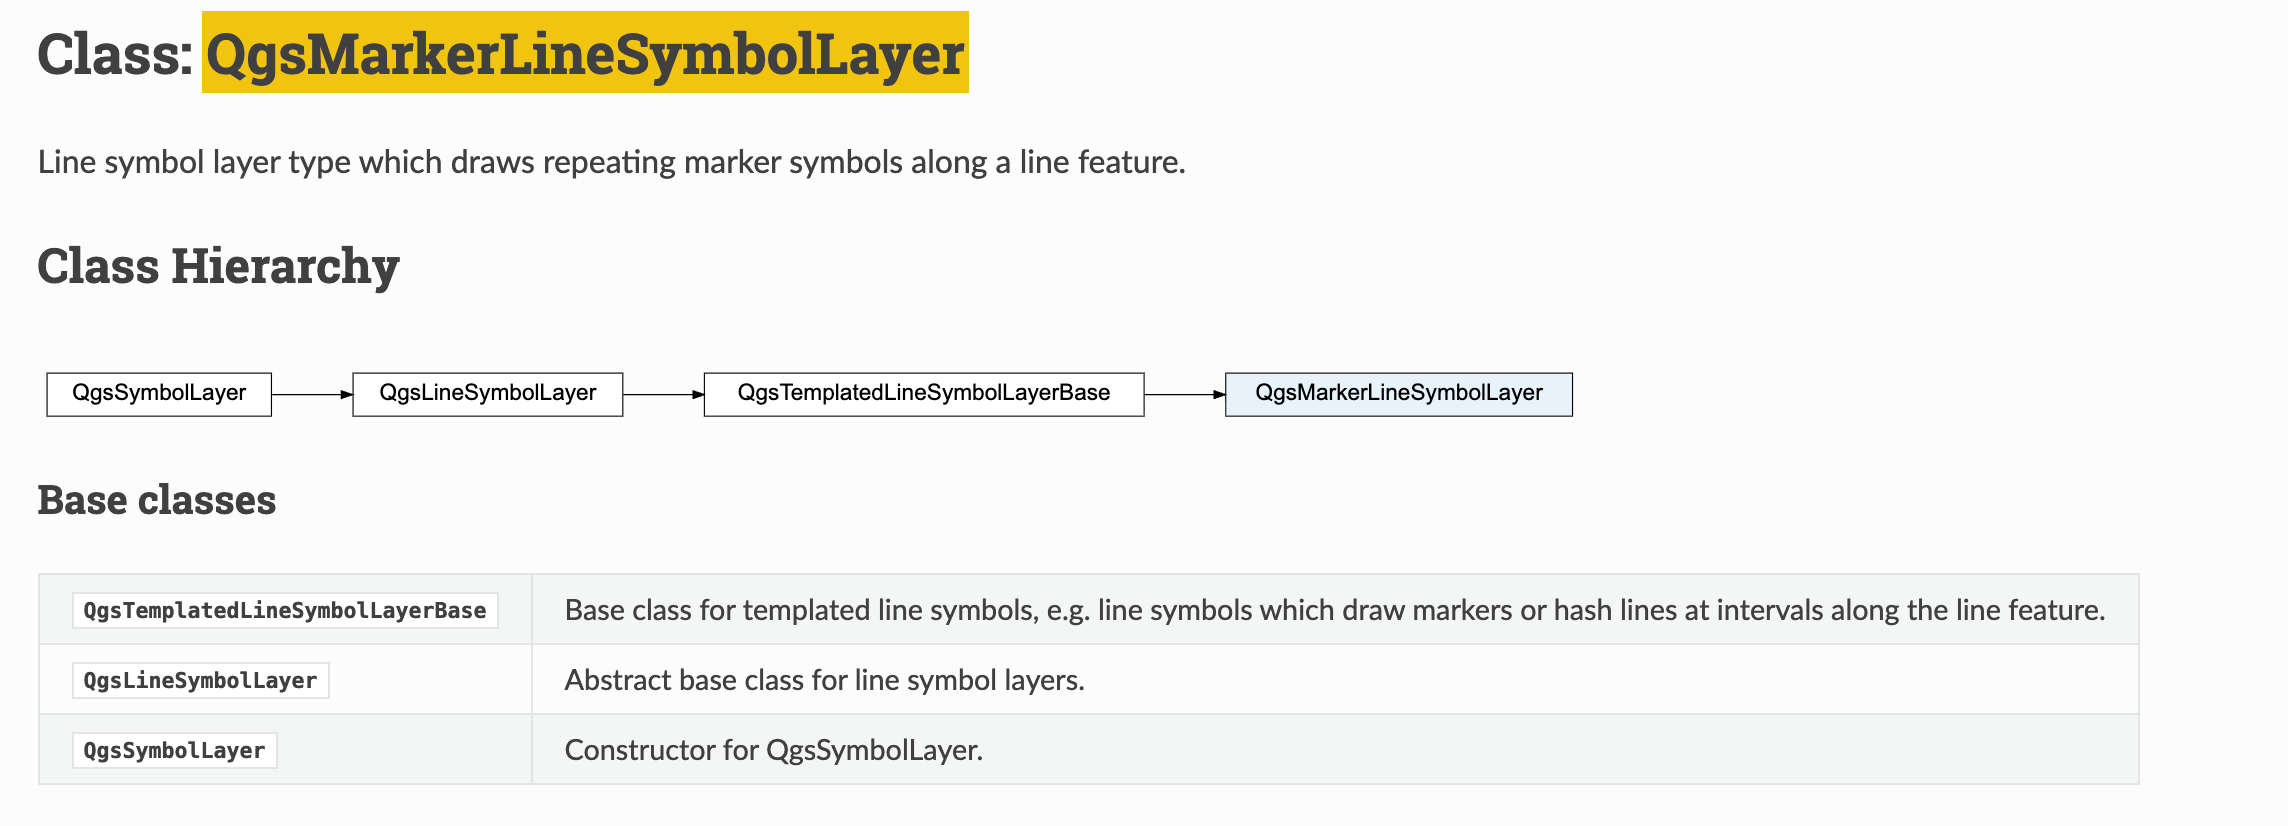 Class: QgsMarkerLineSymbolLayer
Line symbol layer type which draws repeating marker symbols along a line feature.
Class Hierarchy
QgsSymbolLayer QgsLineSymbolLayer QgsTemplatedLineSymbolLayerBase QgsMarkerLineSymbolLayer
Base classes
QgsTemplatedLineSymbolLayerBase Base class for templated line symbols, e.g. line symbols which draw markers or hash lines at intervals along the line feature.
QgsLineSymbolLayer Abstract base class for line symbol layers.
QgsSymbolLayer Constructor for QgsSymbolLayer.